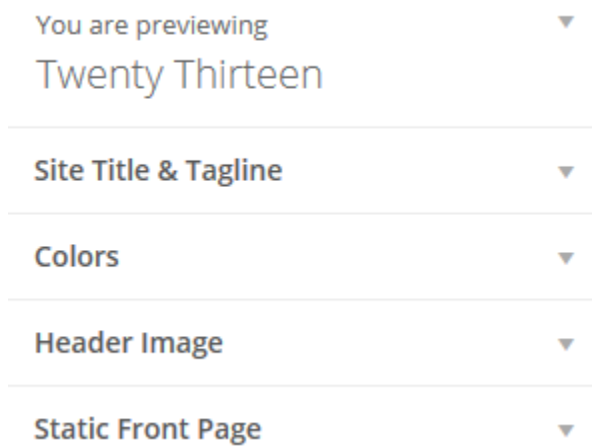 You are previewing
Twenty Thirteen
Site Title & Tagline
Colors
Header Image
Static Front Page